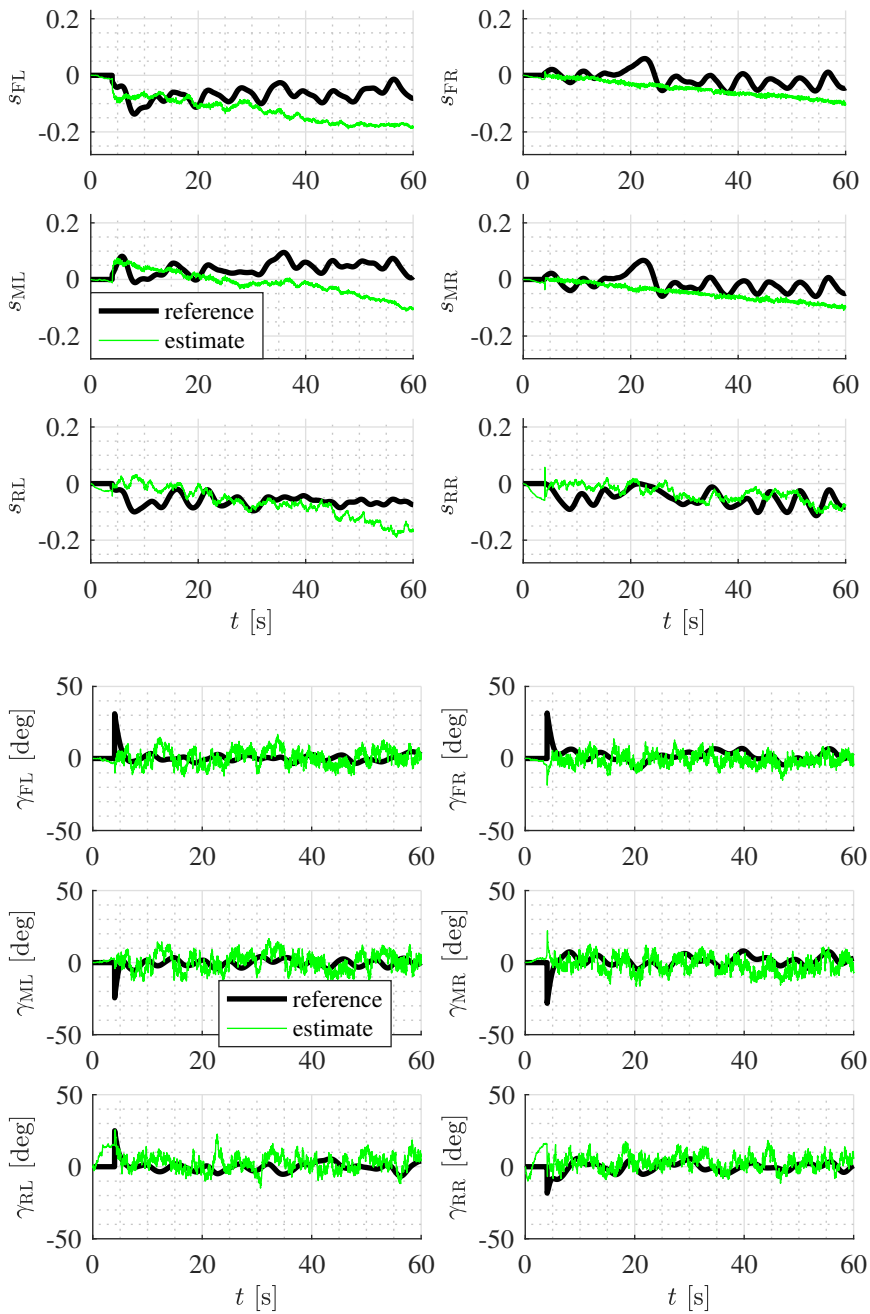 0.2
0
-0.2
s_FL
0 20 40 60
0.2
0
-0.2
s_FR
0 20 40 60
0.2
0
-0.2
s_ML
reference
estimate
0 20 40 60
0.2
0
-0.2
s_MR
0 20 40 60
0.2
0
-0.2
s_RL
0 20 40 60
t [s]
0.2
0
-0.2
s_RR
0 20 40 60
t [s]
50
0
-50
γ_FL [deg]
0 20 40 60
50
0
-50
γ_FR [deg]
0 20 40 60
50
0
-50
γ_ML [deg]
reference
estimate
0 20 40 60
50
0
-50
γ_MR [deg]
0 20 40 60
50
0
-50
γ_RL [deg]
0 20 40 60
t [s]
50
0
-50
γ_RR [deg]
0 20 40 60
t [s]